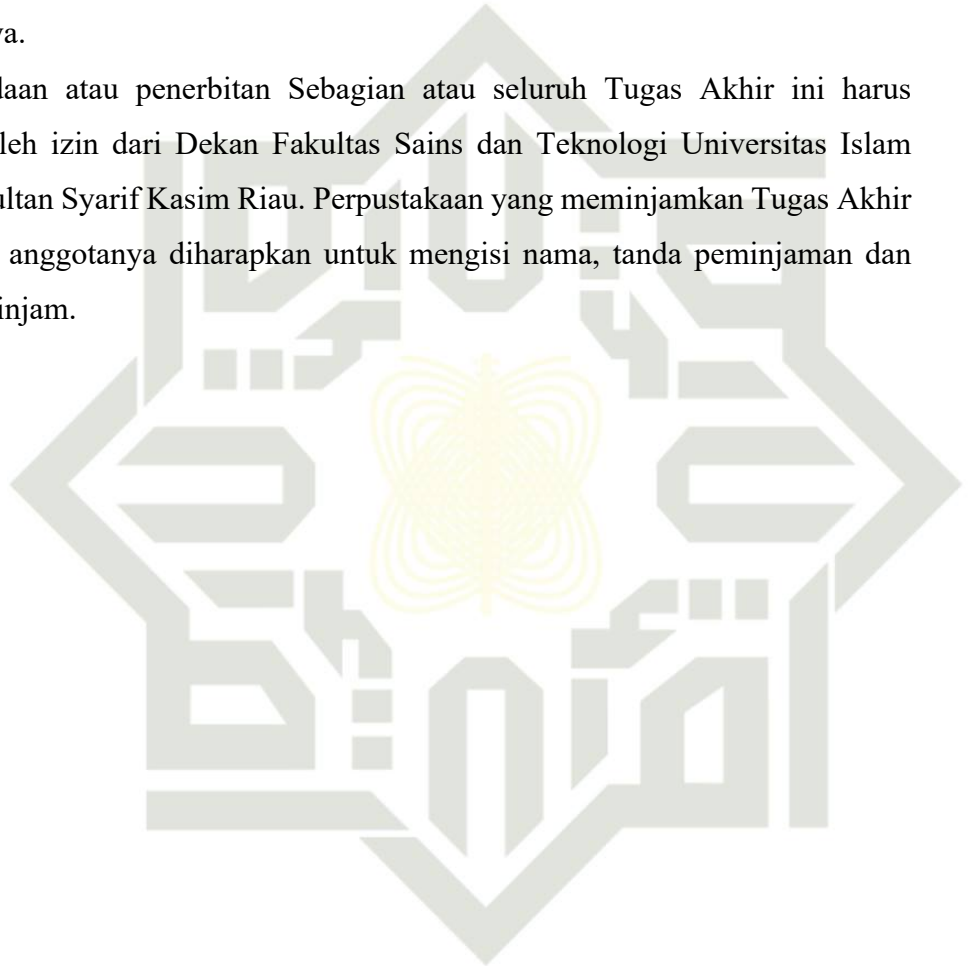 ya.
daan atau penerbitan Sebagian atau seluruh Tugas Akhir ini harus
leh izin dari Dekan Fakultas Sains dan Teknologi Universitas Islam
ultan Syarif Kasim Riau. Perpustakaan yang meminjamkan Tugas Akhir
anggotanya diharapkan untuk mengisi nama, tanda peminjaman dan
injam.